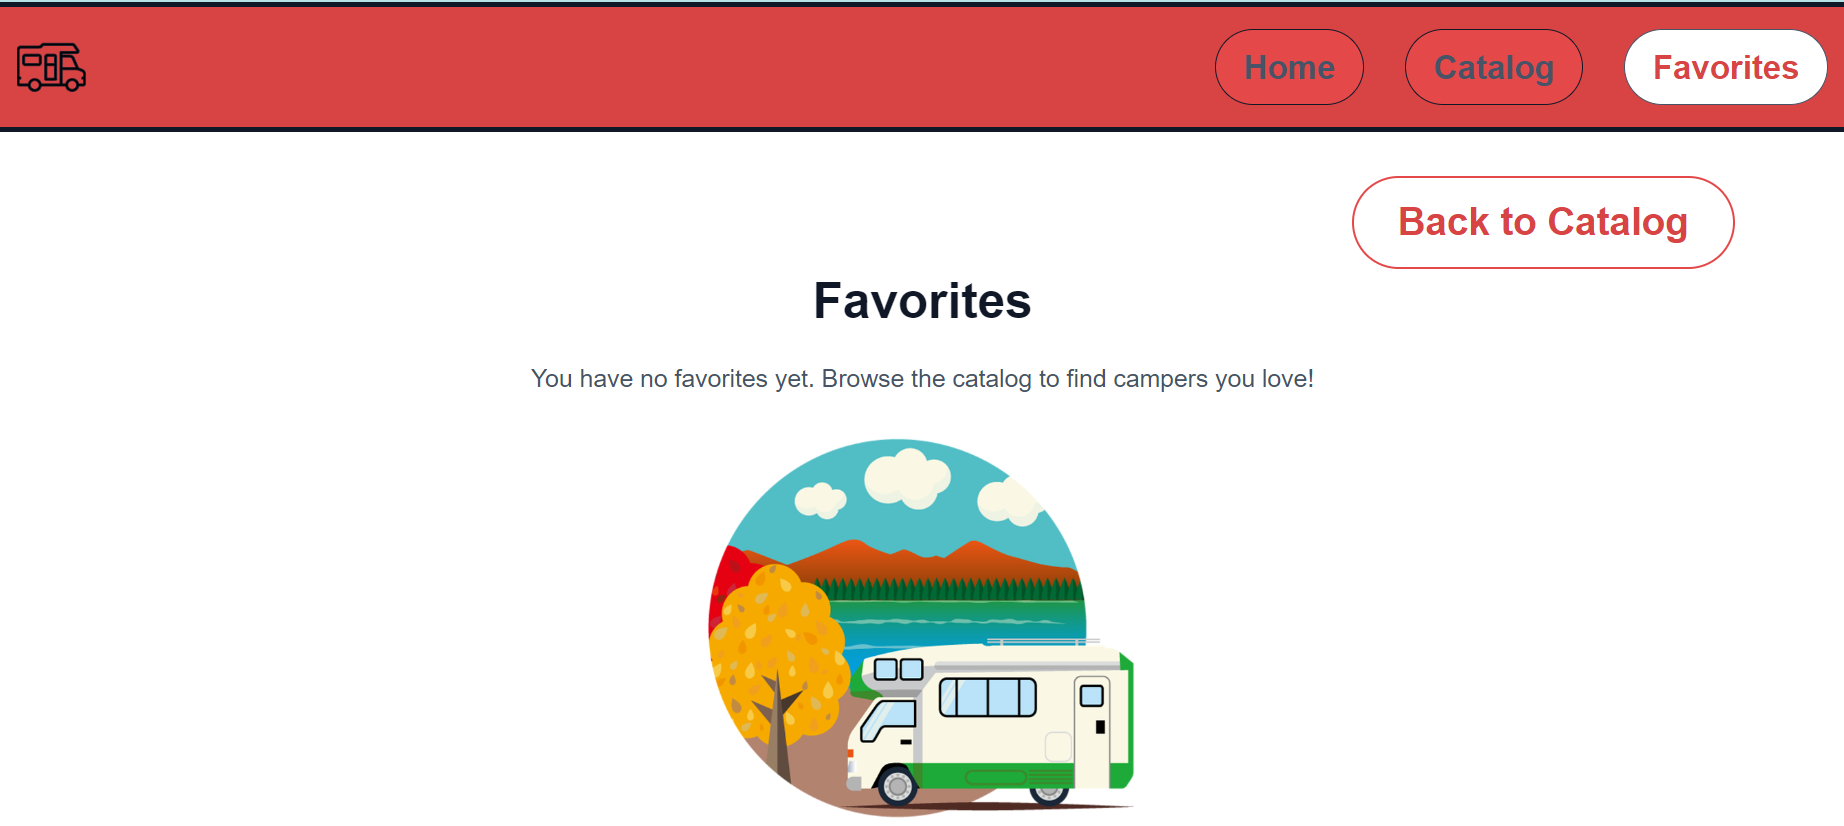 Home
Catalog
Favorites
Back to Catalog
Favorites
You have no favorites yet. Browse the catalog to find campers you love!